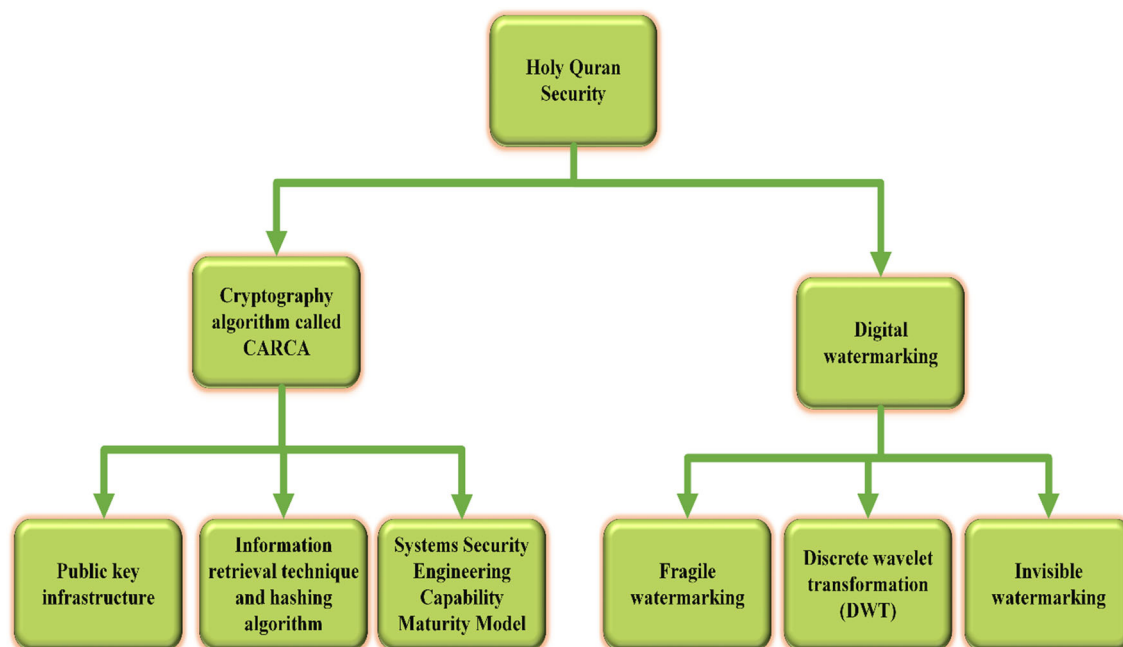 Holy Quran
Security
Cryptography
algorithm called
CARCA
Digital
watermarking
Public key
infrastructure
Information
retrieval technique
and hashing
algorithm
Systems Security
Engineering
Capability
Maturity Model
Fragile
watermarking
Discrete wavelet
transformation
(DWT)
Invisible
watermarking